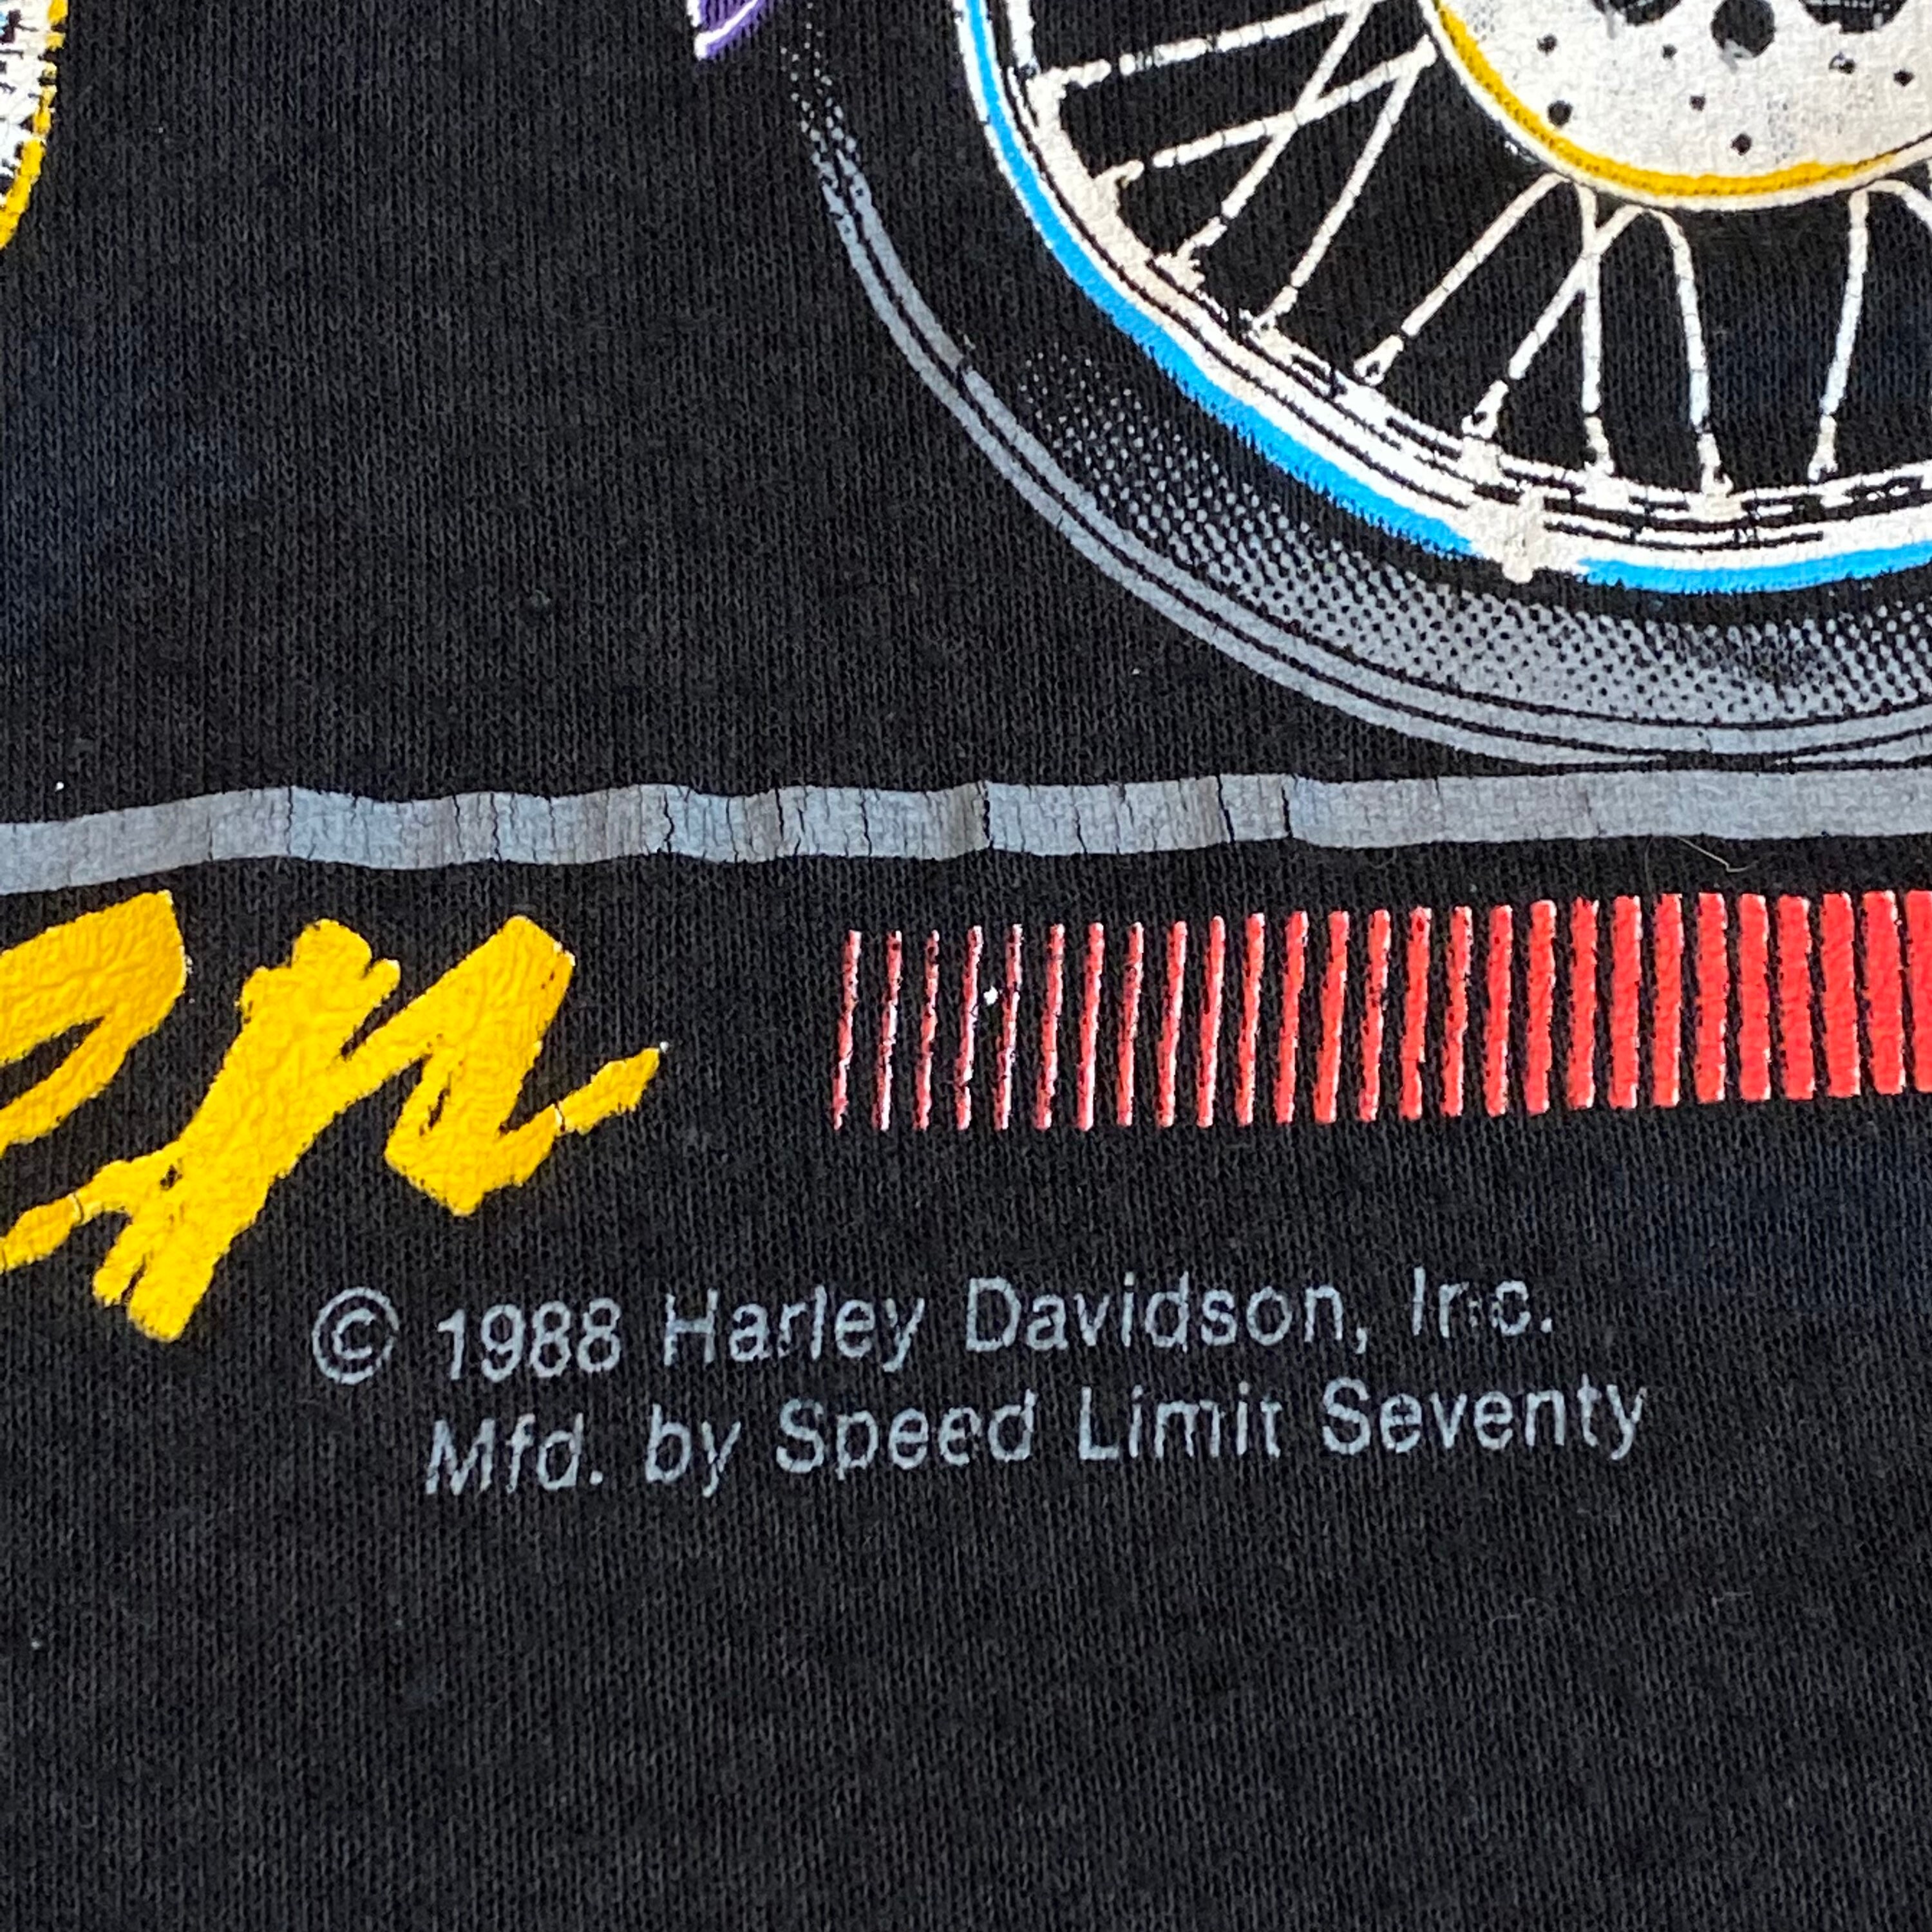 © 1988 Harley Davidson, Inc.
Mfd. by Speed Limit Seventy